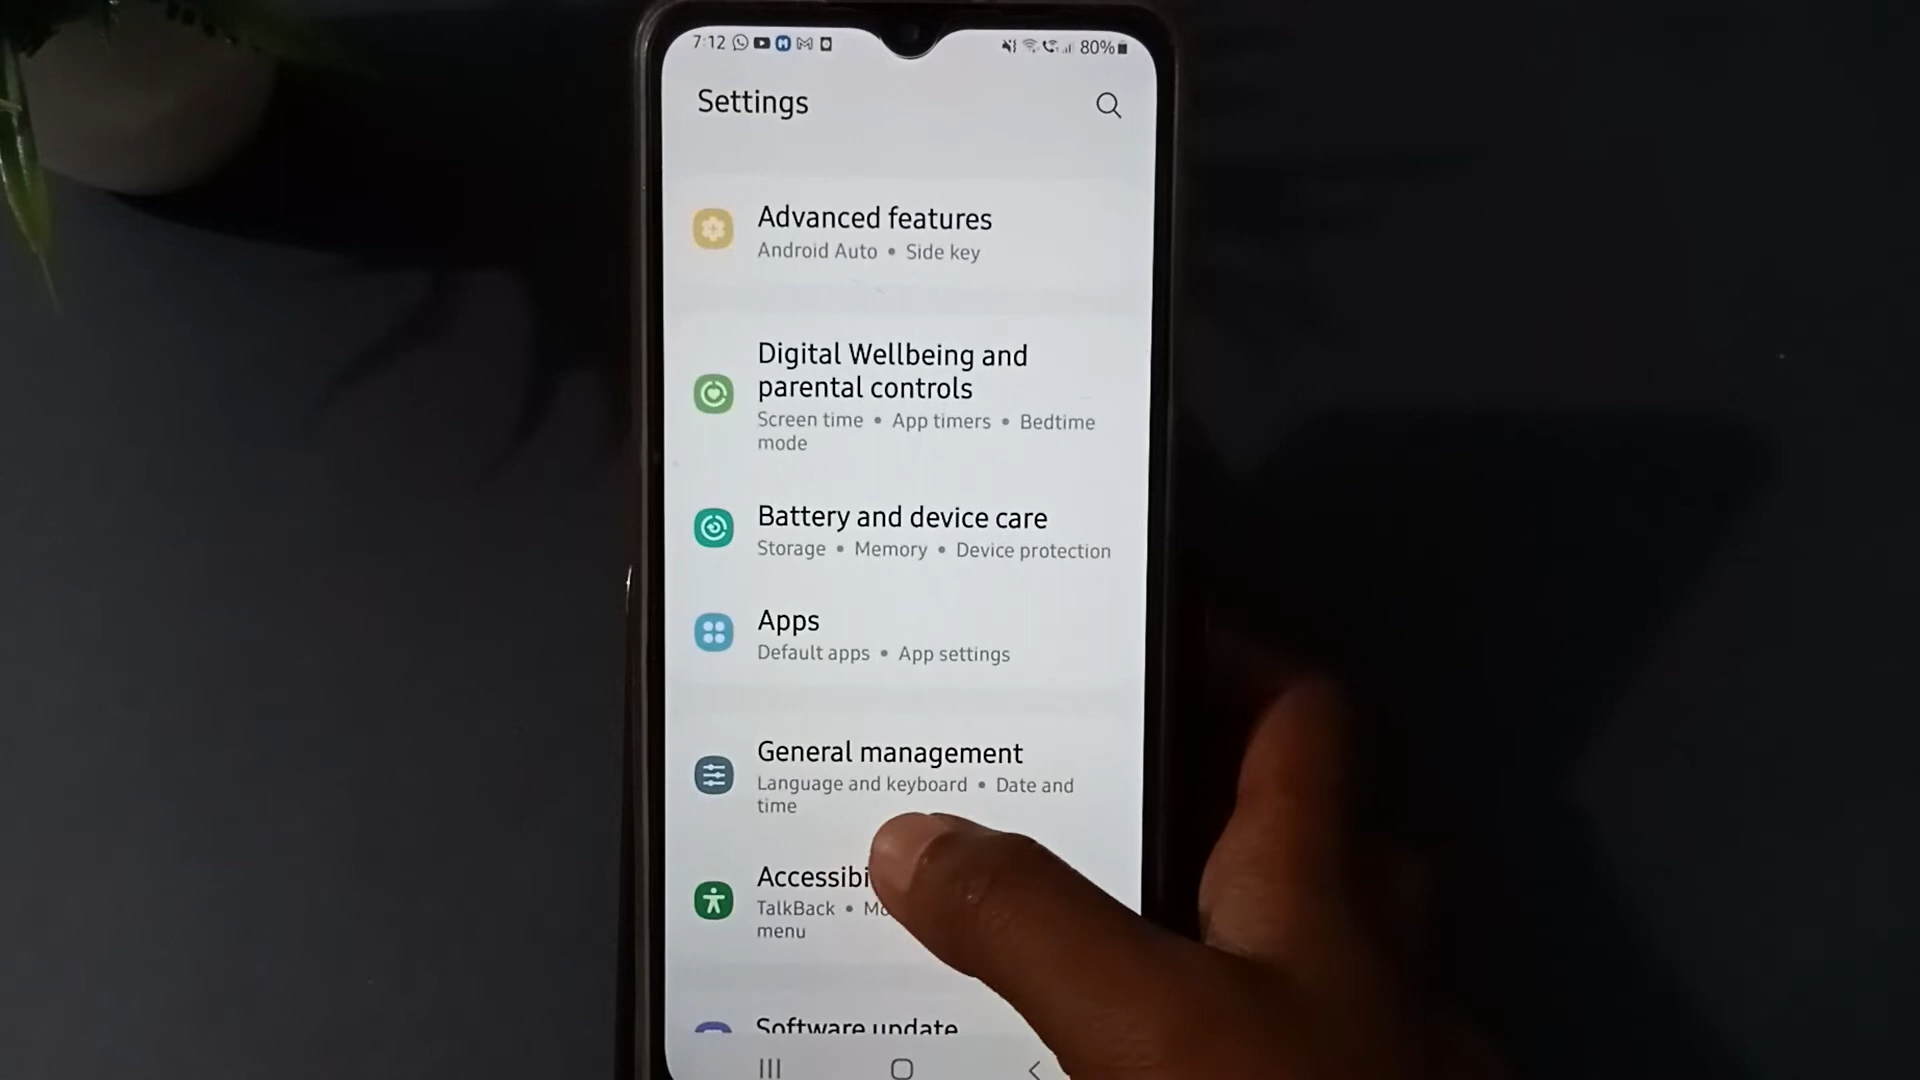 7:12 80%
Settings
Advanced features
Android Auto • Side key
Digital Wellbeing and
parental controls
Screen time • App timers • Bedtime
mode
Battery and device care
Storage • Memory • Device protection
Apps
Default apps • App settings
General management
Language and keyboard • Date and
time
Accessibi
TalkBack •
menu
Software update